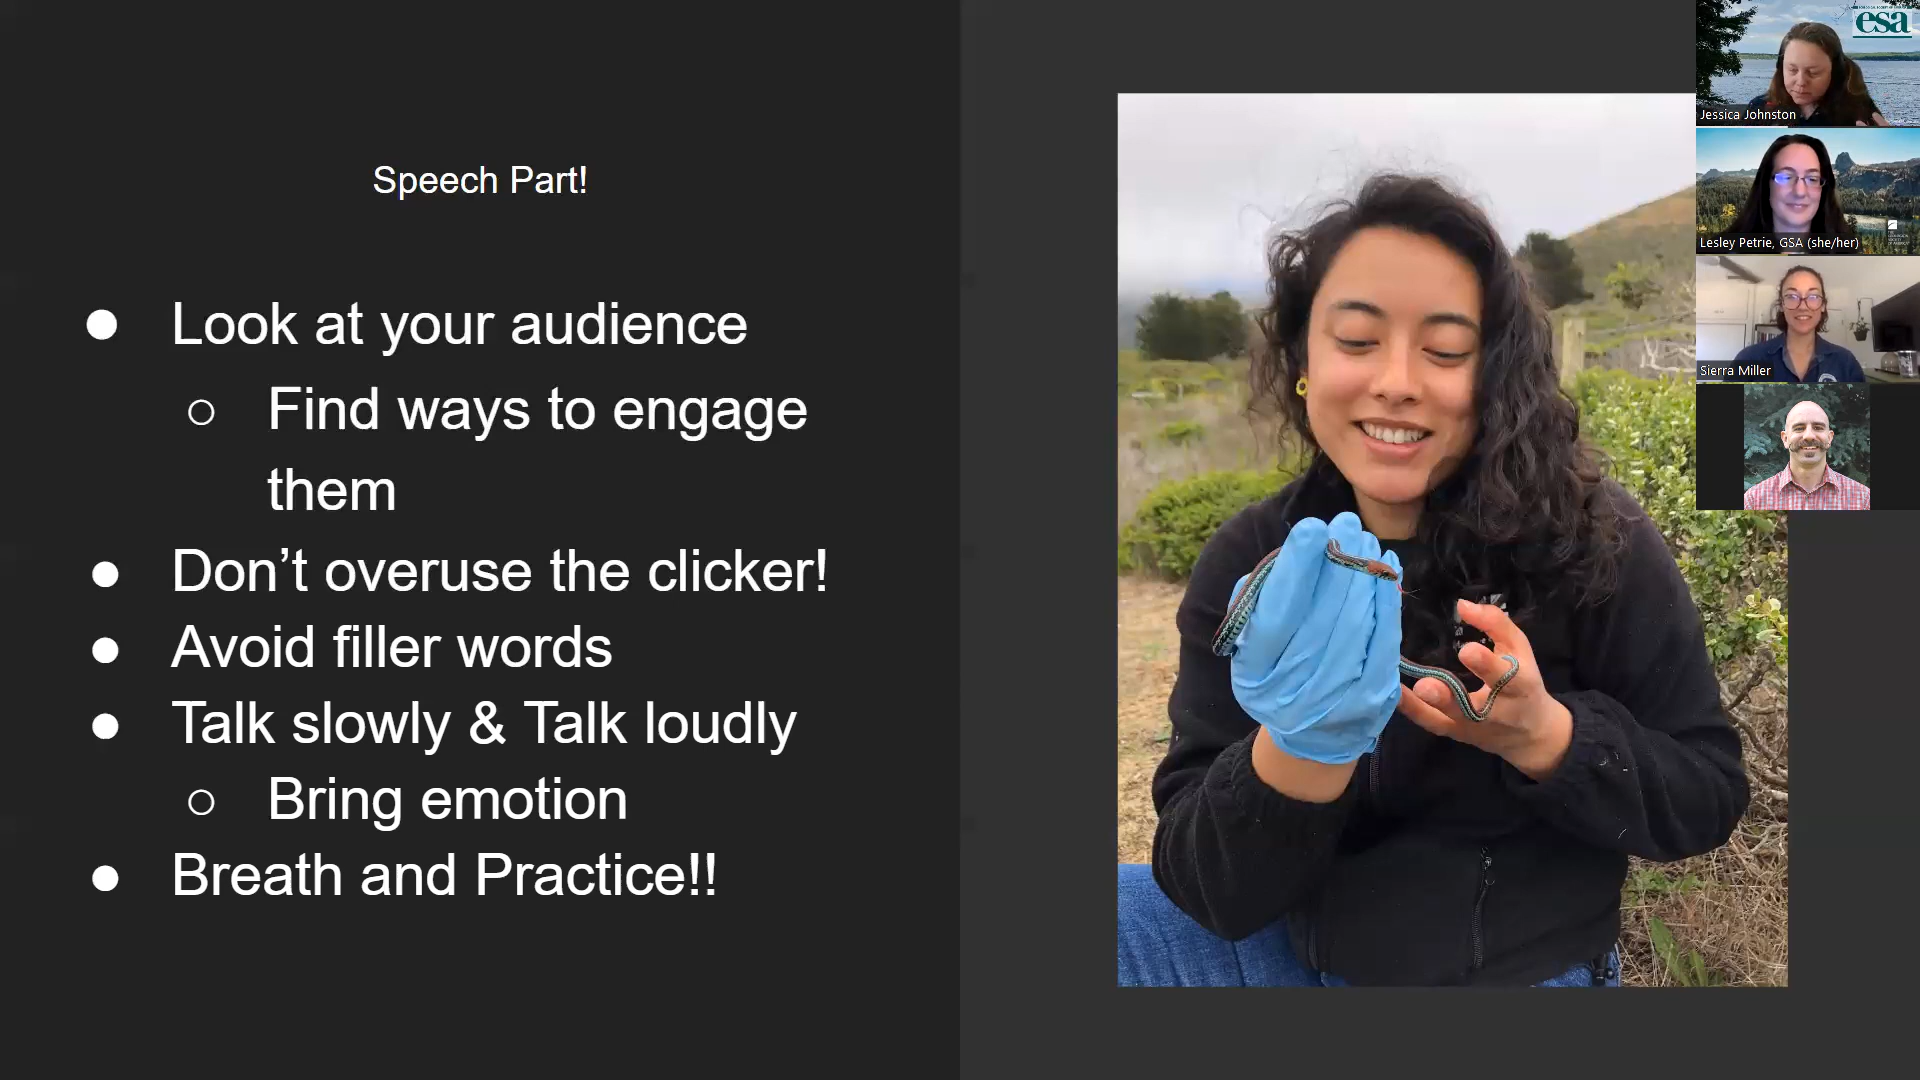 Speech Part!
● Look at your audience
○ Find ways to engage
them
● Don’t overuse the clicker!
● Avoid filler words
● Talk slowly & Talk loudly
○ Bring emotion
● Breath and Practice!!
esa
Jessica Johnston
Lesley Petrie, GSA (she/her)
Sierra Miller